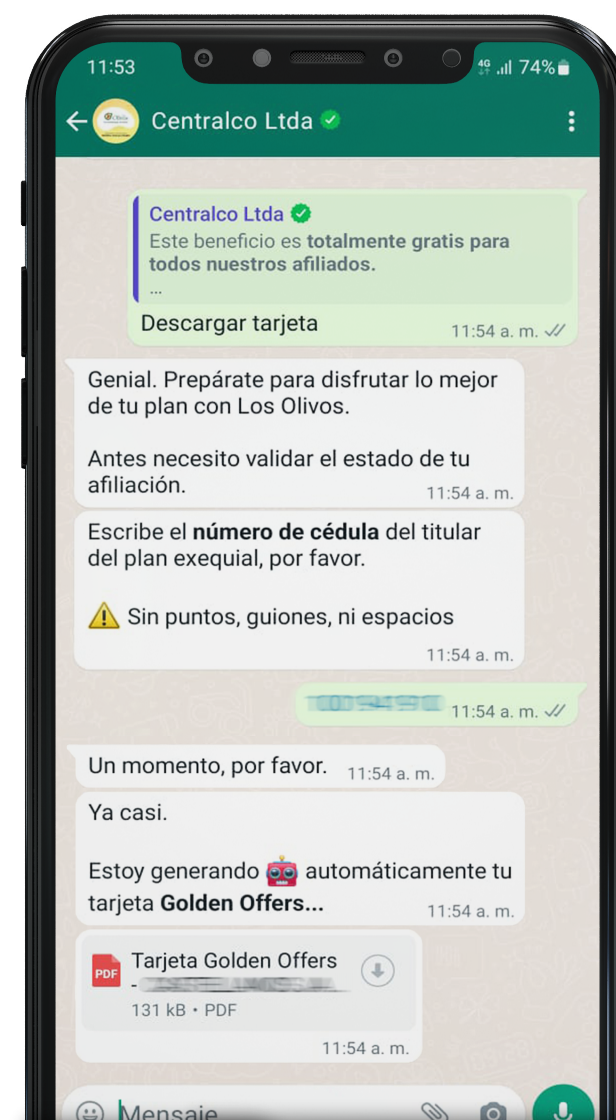 11:53
4G
74%
Centralco Ltda
Centralco Ltda
Este beneficio es totalmente gratis para
todos nuestros afiliados.
...
Descargar tarjeta
11:54 a. m.
Genial. Prepárate para disfrutar lo mejor
de tu plan con Los Olivos.
Antes necesito validar el estado de tu
afiliación.
11:54 a. m.
Escribe el número de cédula del titular
del plan exequial, por favor.
⚠️ Sin puntos, guiones, ni espacios
11:54 a. m.
11:54 a. m.
Un momento, por favor.
11:54 a. m.
Ya casi.
Estoy generando 🤖 automáticamente tu
tarjeta Golden Offers...
11:54 a. m.
PDF
Tarjeta Golden Offers
-
131 kB • PDF
11:54 a. m.
Mensaje